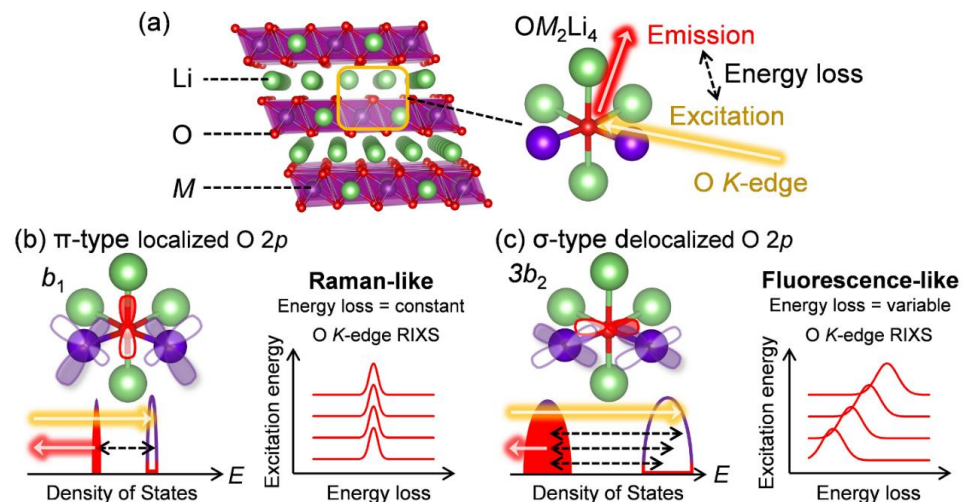 (a)
OM₂Li₄
Emission
Energy loss
Excitation
O K-edge
Li
O
M
(b) π-type localized O 2p
b₁
Raman-like
Energy loss = constant
O K-edge RIXS
Excitation energy
Energy loss
E
Density of States
(c) σ-type delocalized O 2p
3b₂
Fluorescence-like
Energy loss = variable
O K-edge RIXS
Excitation energy
Energy loss
E
Density of States